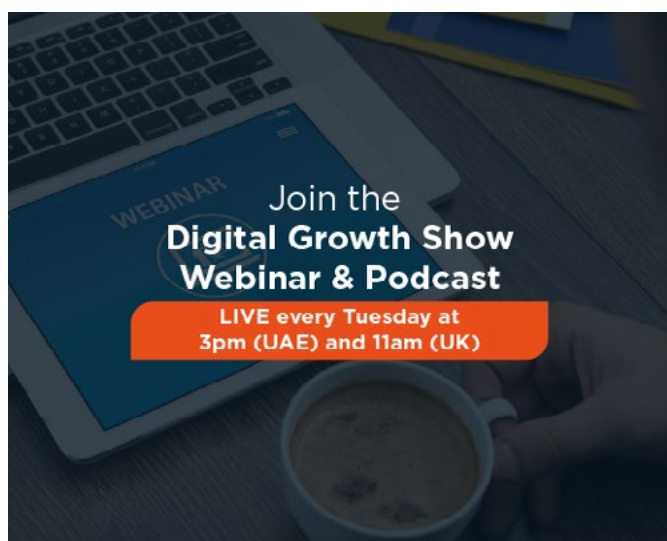 WEBINAR
Join the
Digital Growth Show
Webinar & Podcast
LIVE every Tuesday at
3pm (UAE) and 11am (UK)